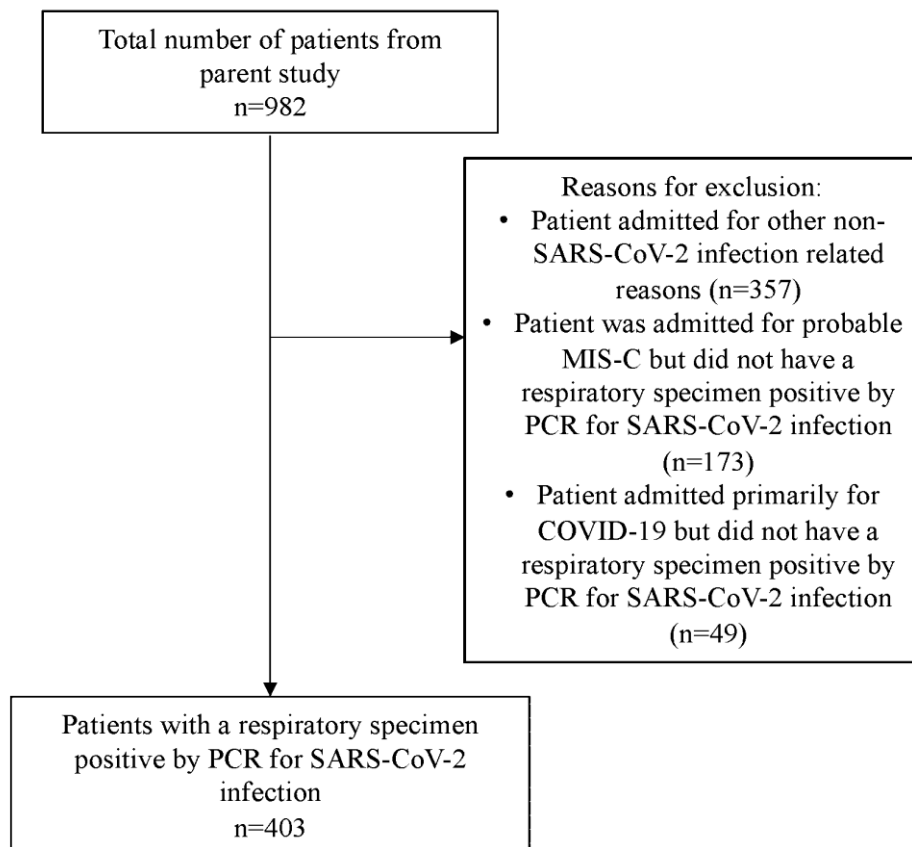 Total number of patients from
parent study
n=982
Reasons for exclusion:
• Patient admitted for other non-
SARS-CoV-2 infection related
reasons (n=357)
• Patient was admitted for probable
MIS-C but did not have a
respiratory specimen positive by
PCR for SARS-CoV-2 infection
(n=173)
• Patient admitted primarily for
COVID-19 but did not have a
respiratory specimen positive by
PCR for SARS-CoV-2 infection
(n=49)
Patients with a respiratory specimen
positive by PCR for SARS-CoV-2
infection
n=403